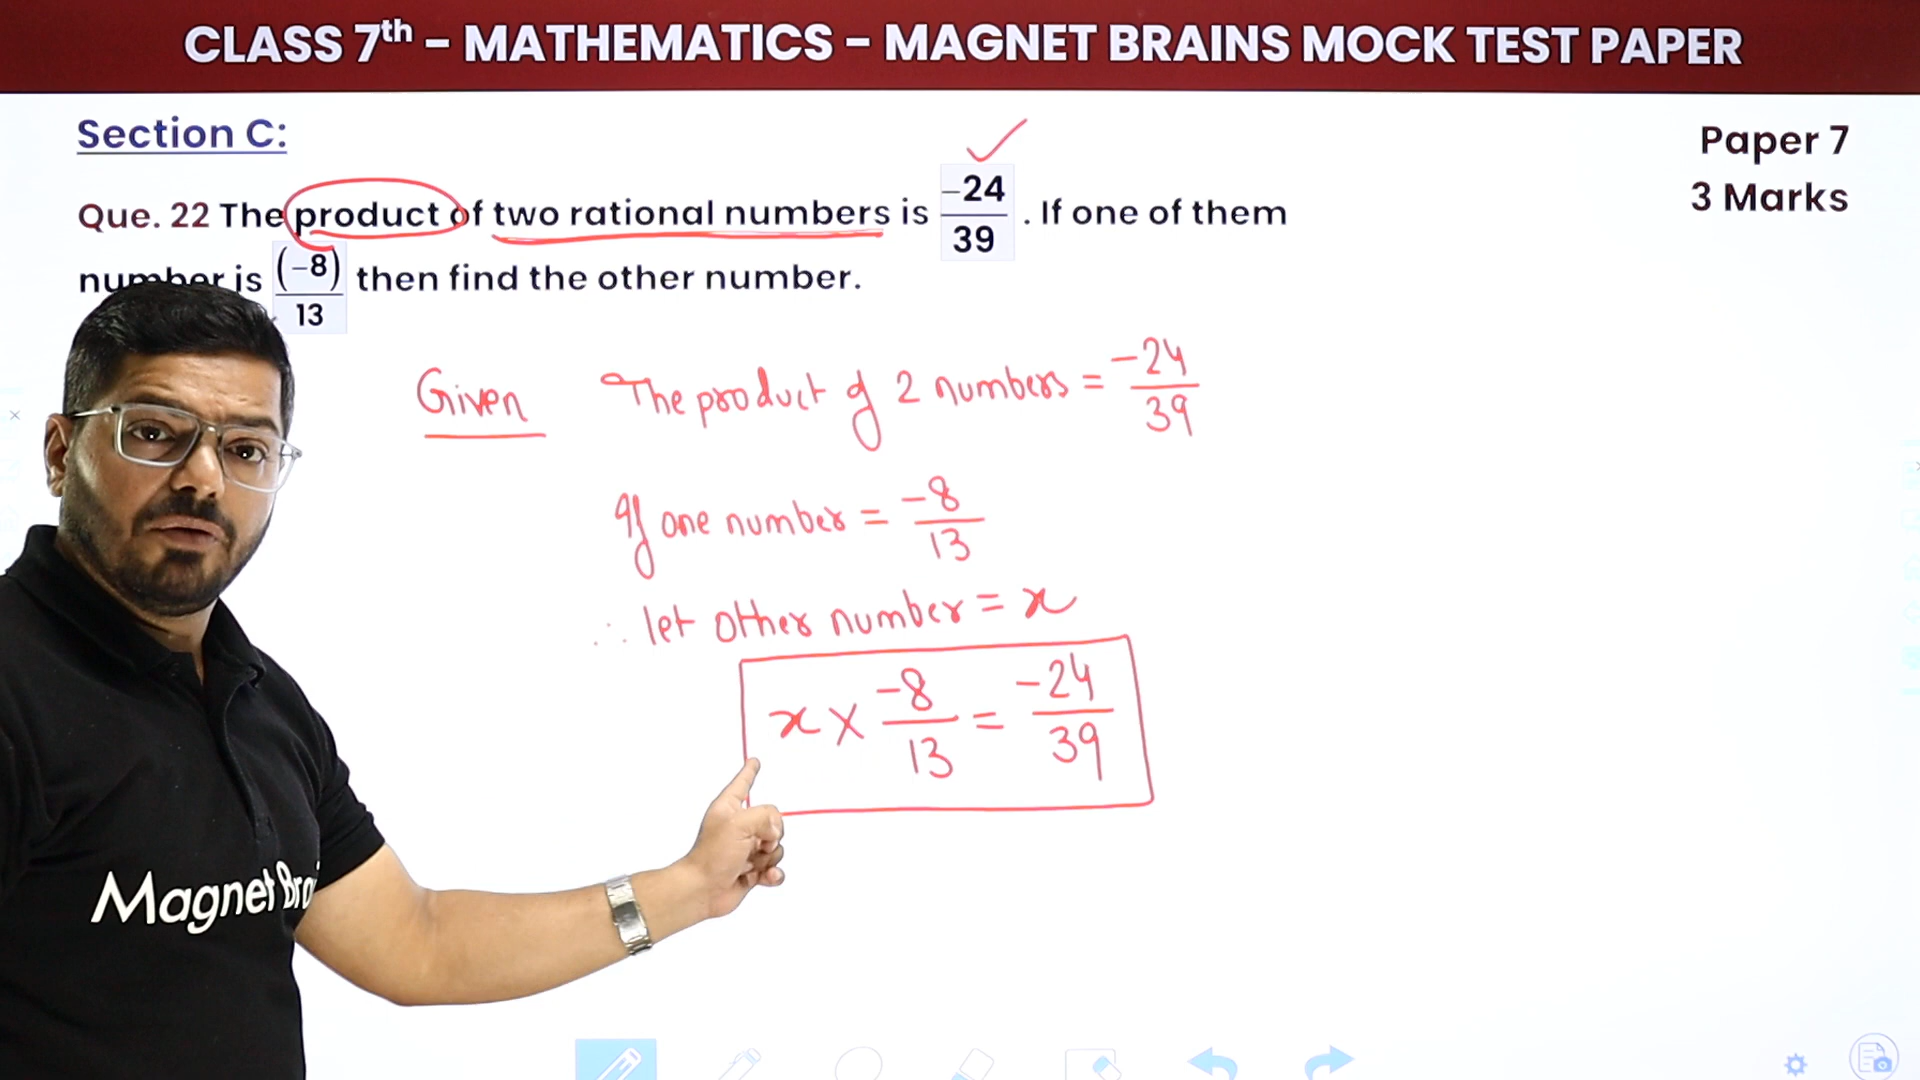 CLASS 7th – MATHEMATICS – MAGNET BRAINS MOCK TEST PAPER
Section C:
Paper 7
3 Marks
Que. 22 The product of two rational numbers is -24/39 . If one of them
number is (-8)/13 then find the other number.
Given The product of 2 numbers = -24/39
If one number = -8/13
∴ let other number = x
x × -8/13 = -24/39
Magnet Brai